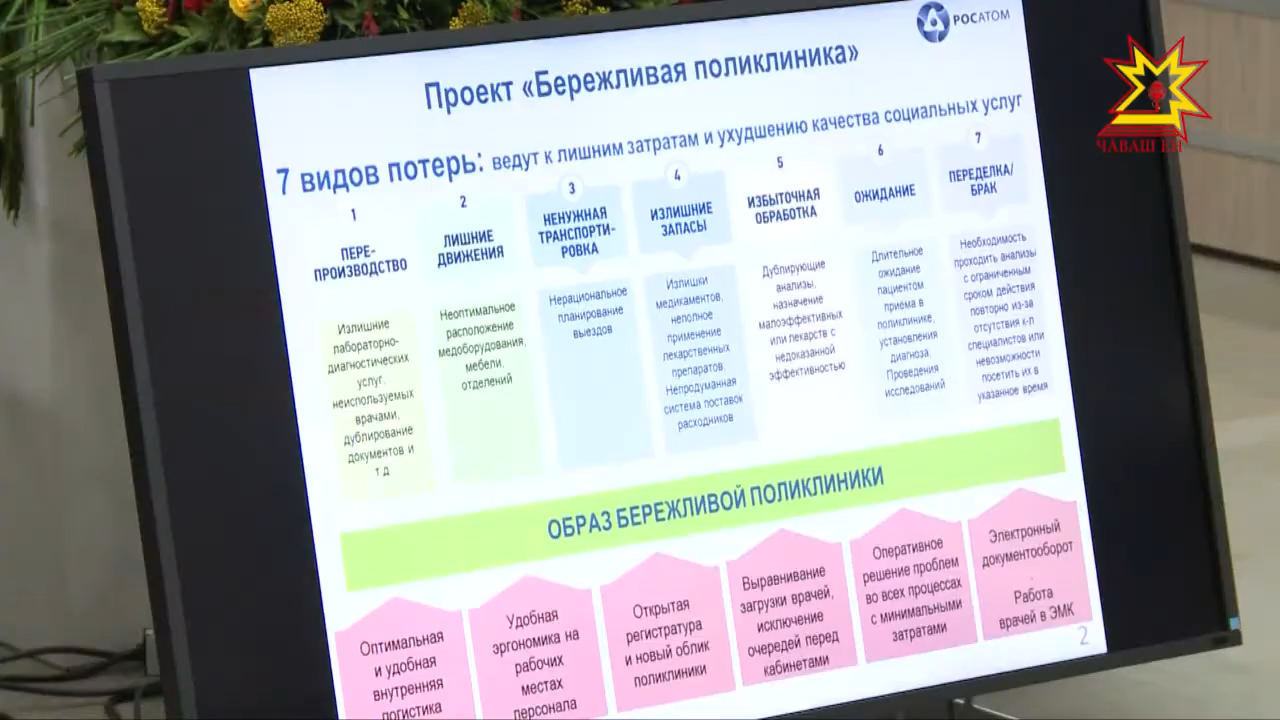 РОСАТОМ
ЧĂВАШ ЕН
Проект «Бережливая поликлиника»
7 видов потерь: ведут к лишним затратам и ухудшению качества социальных услуг
1
ПЕРЕ-
ПРОИЗВОДСТВО
Излишние
лабораторно-
диагностических
услуг,
неиспользуемых
врачами,
дублирование
документов и
т д
2
ЛИШНИЕ
ДВИЖЕНИЯ
Неоптимальное
расположение
медоборудования,
мебели,
отделений
3
НЕНУЖНАЯ
ТРАНСПОРТИ-
РОВКА
Нерациональное
планирование
выездов
4
ИЗЛИШНИЕ
ЗАПАСЫ
Излишки
медикаментов,
неполное
применение
лекарственных
препаратов.
Непродуманная
система поставок
расходников
5
ИЗБЫТОЧНАЯ
ОБРАБОТКА
Дублирующие
анализы,
назначение
малоэффективных
или лекарств с
недоказанной
эффективностью
6
ОЖИДАНИЕ
Длительное
ожидание
пациентом
приема в
поликлинике,
установления
диагноза.
Проведения
исследований
7
ПЕРЕДЕЛКА/
БРАК
Необходимость
проходить анализы
с ограниченным
сроком действия
повторно из-за
отсутствия к-л
специалистов или
невозможности
посетить их в
указанное время
ОБРАЗ БЕРЕЖЛИВОЙ ПОЛИКЛИНИКИ
Оптимальная
и удобная
внутренняя
логистика
Удобная
эргономика на
рабочих
местах
персонала
Открытая
регистратура
и новый облик
поликлиники
Выравнивание
загрузки врачей,
исключение
очередей перед
кабинетами
Оперативное
решение проблем
во всех процессах
с минимальными
затратами
Электронный
документооборот
.
Работа
врачей в ЭМК
2